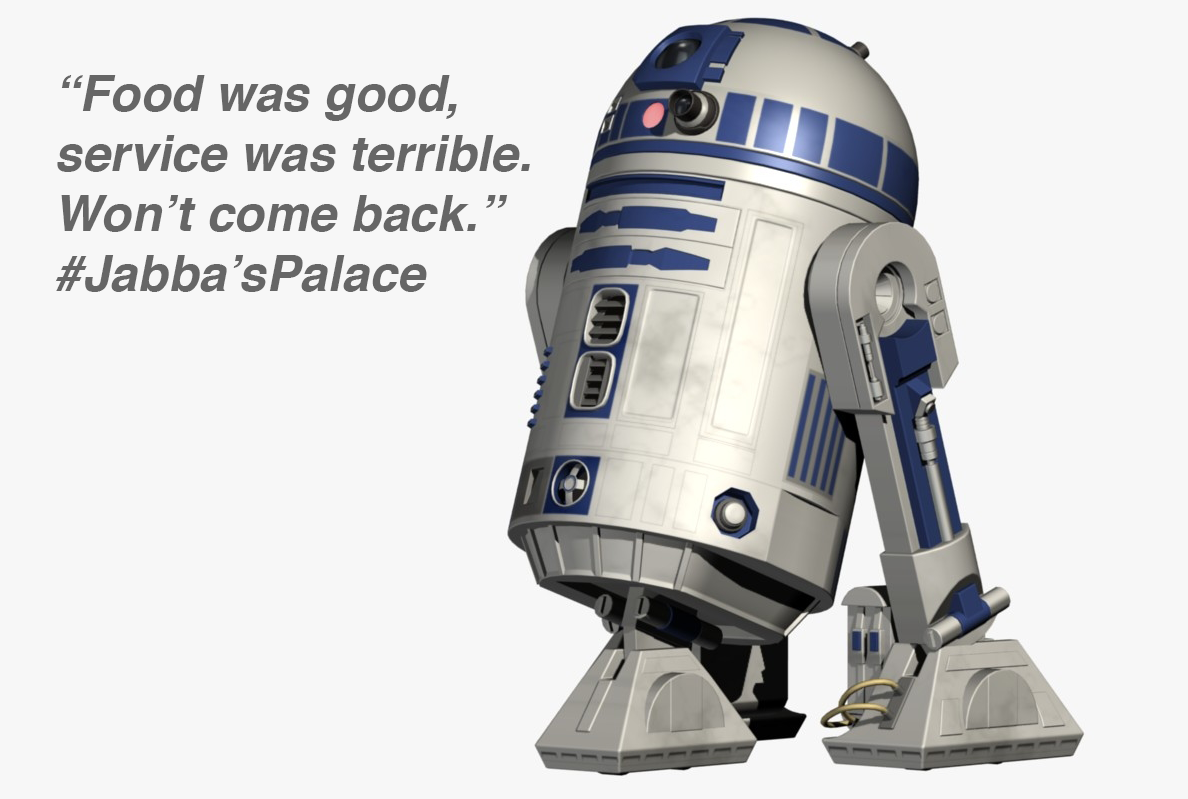 “Food was good,
service was terrible.
Won’t come back.”
#Jabba’sPalace